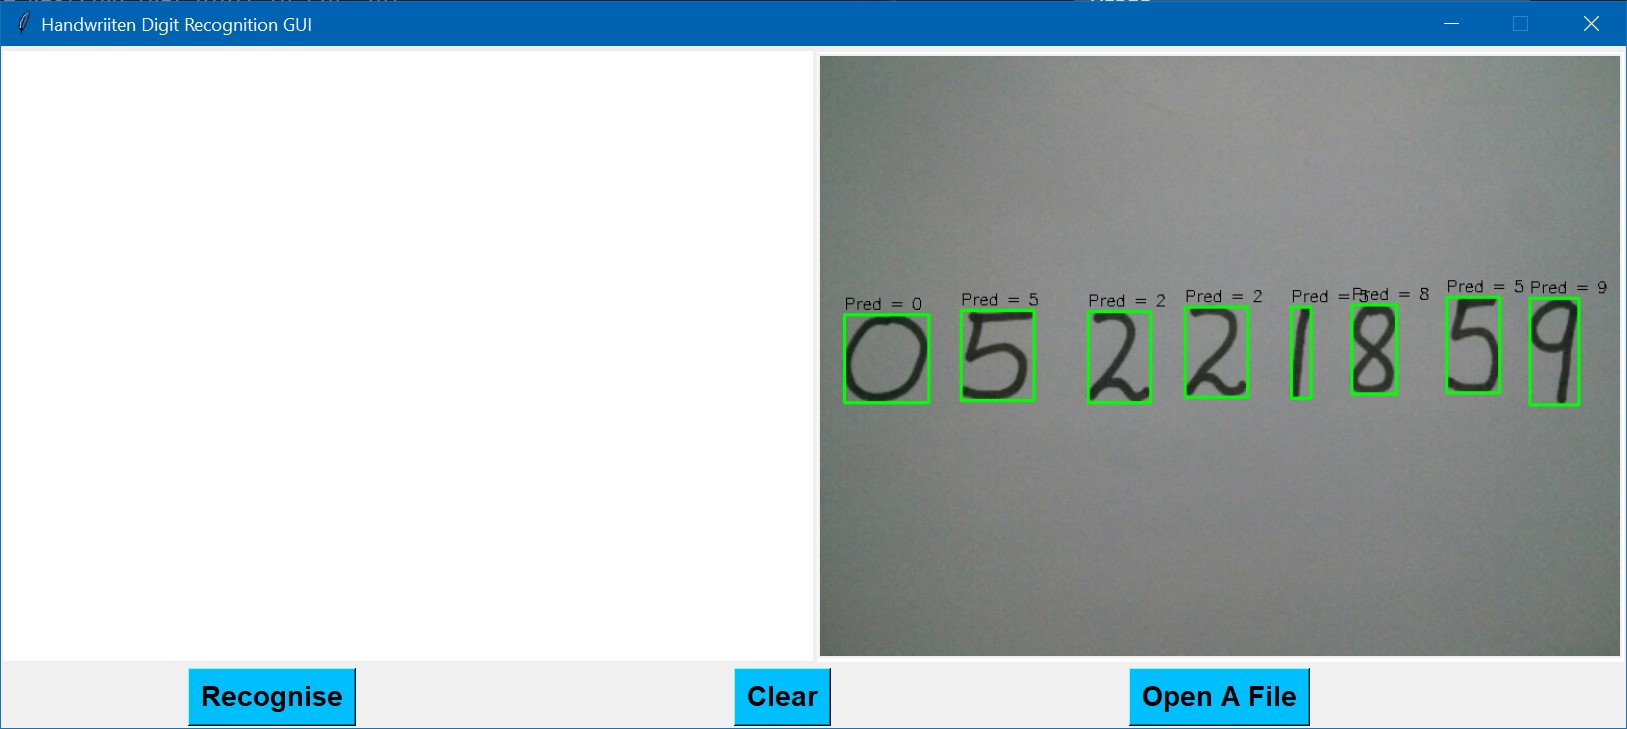 Handwriiten Digit Recognition GUI
Pred = 0 Pred = 5 Pred = 2 Pred = 2 Pred = 5 Pred = 8 Pred = 5 Pred = 9
0 5 2 2 1 8 5 9
Recognise Clear Open A File